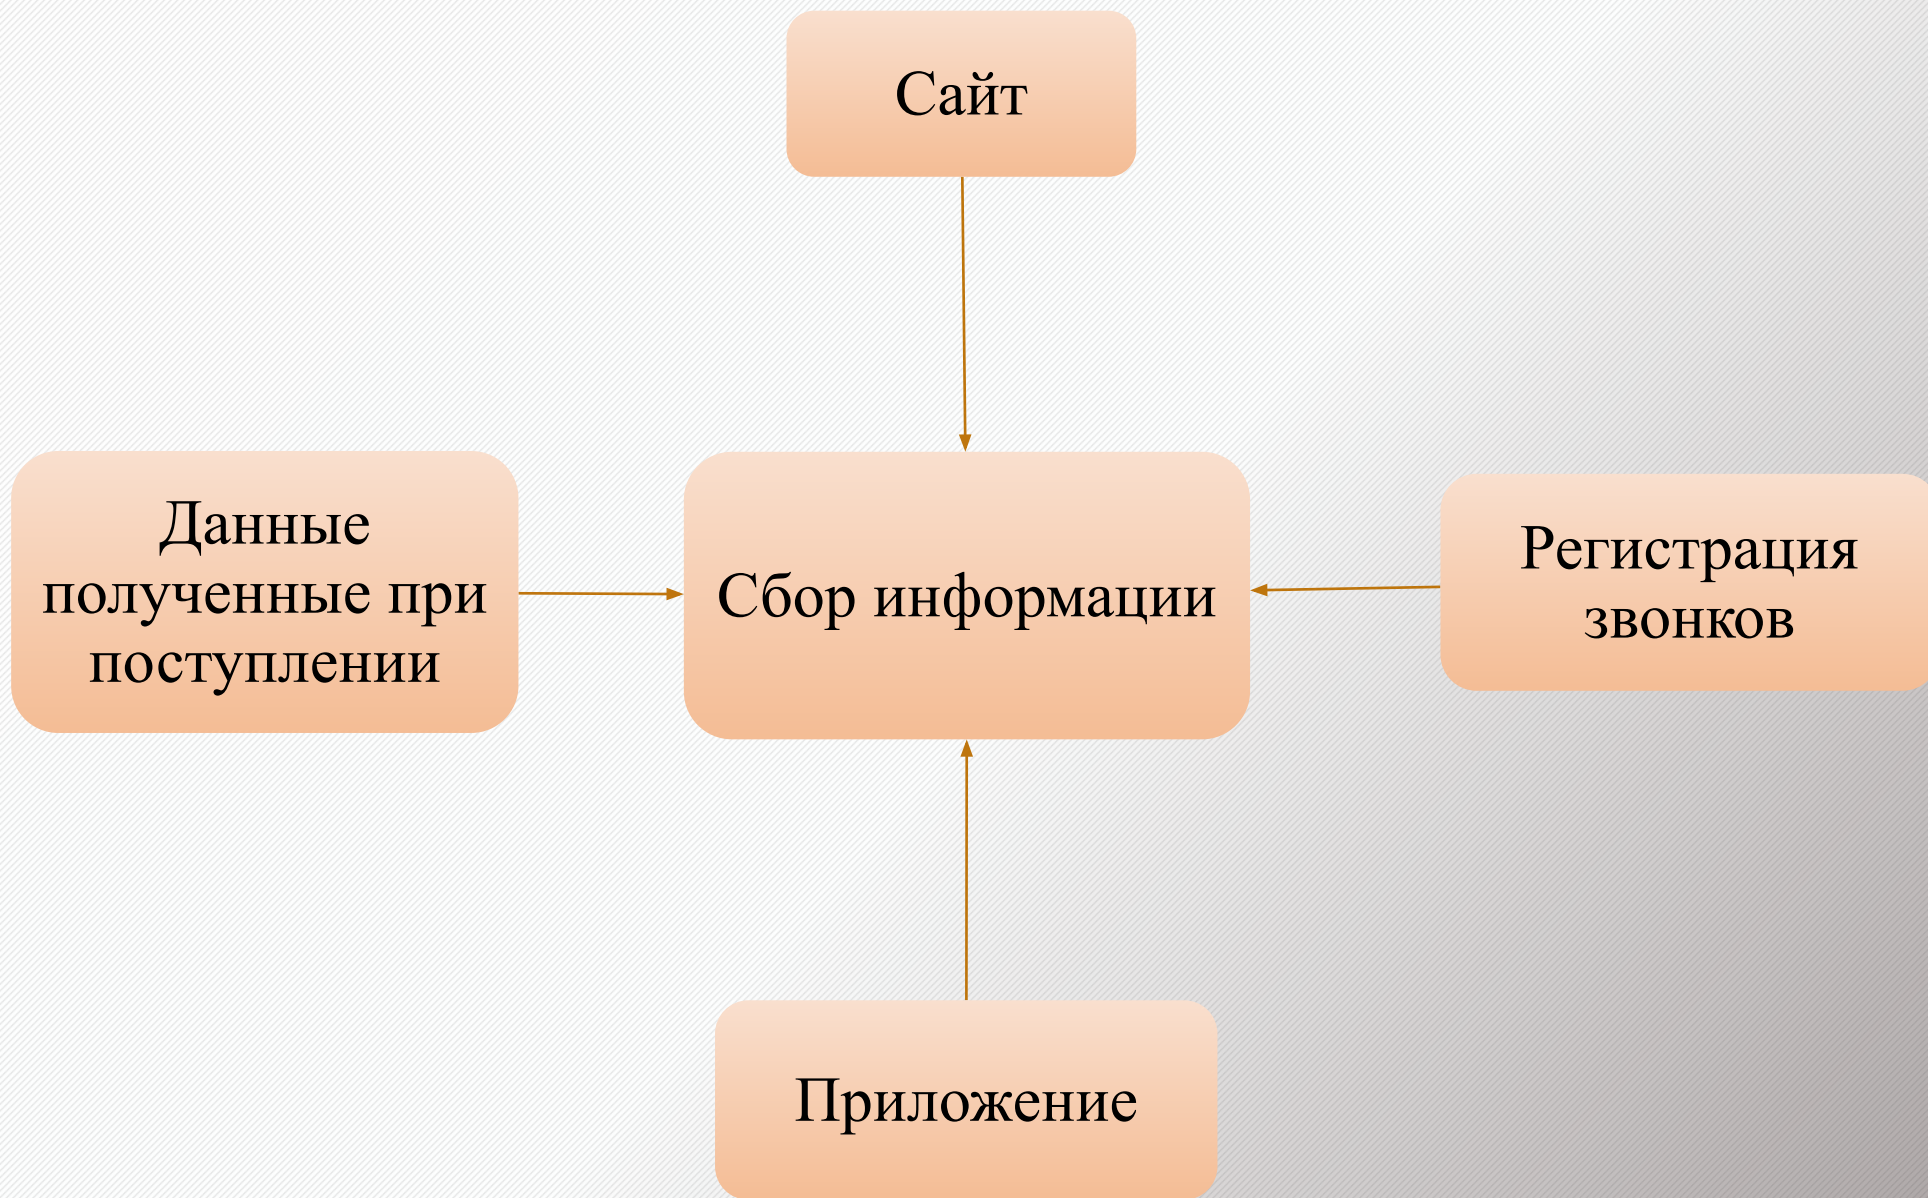 Сайт
Данные
полученные при
поступлении
Сбор информации
Регистрация
звонков
Приложение